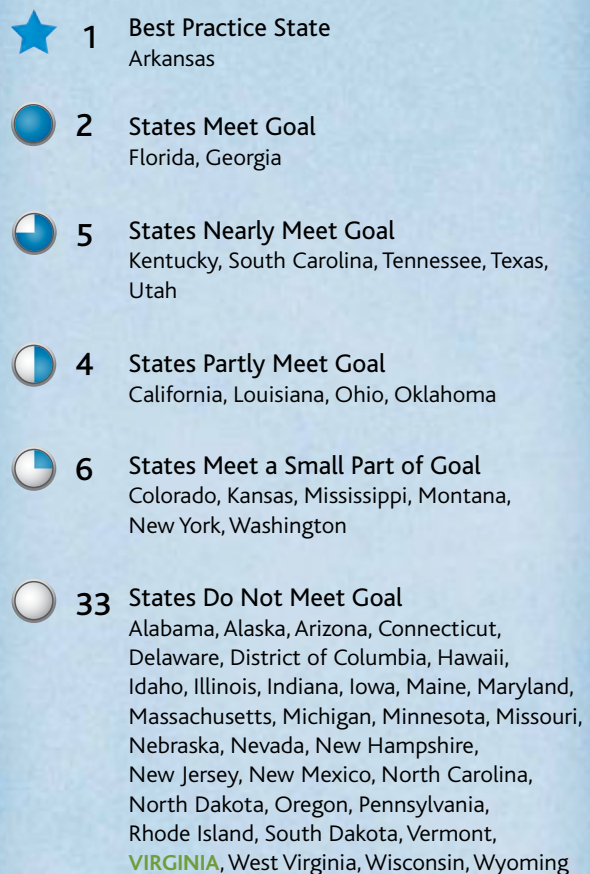 1 Best Practice State
Arkansas
2 States Meet Goal
Florida, Georgia
5 States Nearly Meet Goal
Kentucky, South Carolina, Tennessee, Texas,
Utah
4 States Partly Meet Goal
California, Louisiana, Ohio, Oklahoma
6 States Meet a Small Part of Goal
Colorado, Kansas, Mississippi, Montana,
New York, Washington
33 States Do Not Meet Goal
Alabama, Alaska, Arizona, Connecticut,
Delaware, District of Columbia, Hawaii,
Idaho, Illinois, Indiana, Iowa, Maine, Maryland,
Massachusetts, Michigan, Minnesota, Missouri,
Nebraska, Nevada, New Hampshire,
New Jersey, New Mexico, North Carolina,
North Dakota, Oregon, Pennsylvania,
Rhode Island, South Dakota, Vermont,
VIRGINIA, West Virginia, Wisconsin, Wyoming